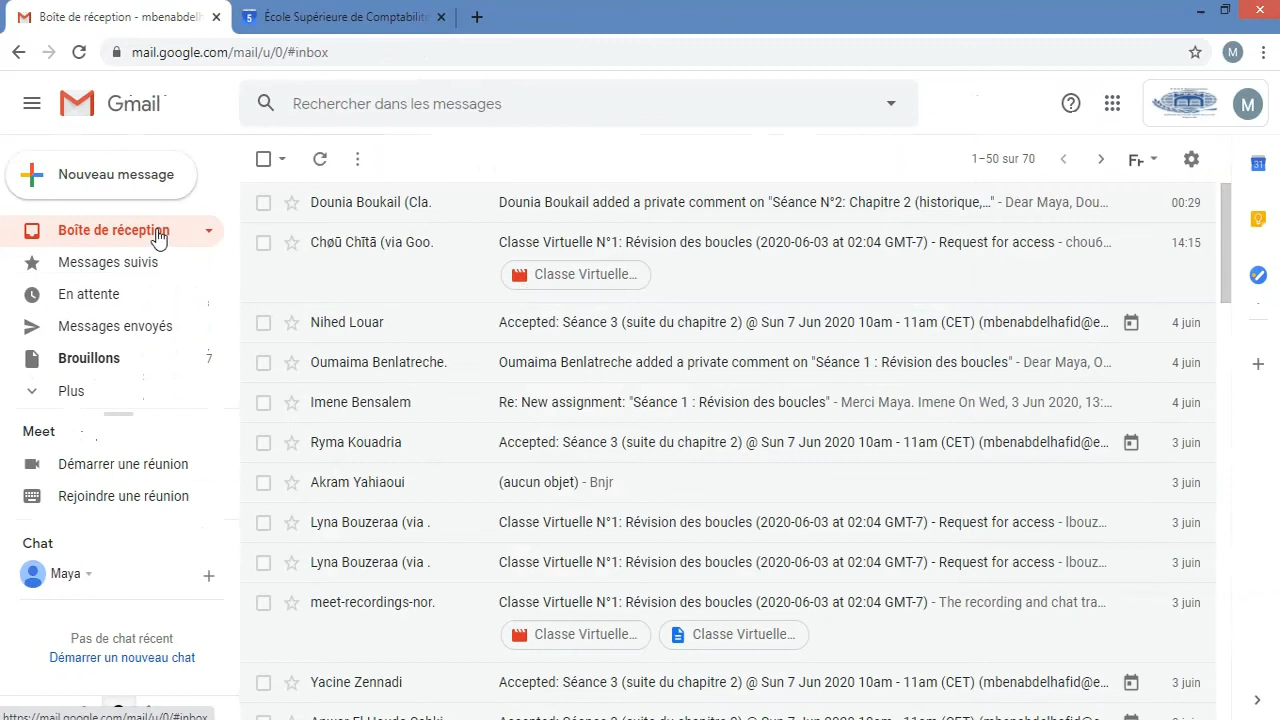 Boîte de réception - mbenabdel
École Supérieure de Comptabilité
mail.google.com/mail/u/0/#inbox
M
Gmail
Rechercher dans les messages
M
Nouveau message
1–50 sur 70
Fr
31
Boîte de réception
Messages suivis
En attente
Messages envoyés
Brouillons 7
Plus
Meet
Démarrer une réunion
Rejoindre une réunion
Chat
Maya
Pas de chat récent
Démarrer un nouveau chat
https://mail.google.com/mail/u/0/#inbox
Dounia Boukail (Cla. Dounia Boukail added a private comment on "Séance N°2: Chapitre 2 (historique,..." - Dear Maya, Dou... 00:29
Chøū Chītā (via Goo. Classe Virtuelle N°1: Révision des boucles (2020-06-03 at 02:04 GMT-7) - Request for access - chou6... 14:15
Classe Virtuelle...
Nihed Louar Accepted: Séance 3 (suite du chapitre 2) @ Sun 7 Jun 2020 10am - 11am (CET) (mbenabdelhafid@e... 4 juin
Oumaima Benlatreche. Oumaima Benlatreche added a private comment on "Séance 1 : Révision des boucles" - Dear Maya, O... 4 juin
Imene Bensalem Re: New assignment: "Séance 1 : Révision des boucles" - Merci Maya. Imene On Wed, 3 Jun 2020, 13:... 4 juin
Ryma Kouadria Accepted: Séance 3 (suite du chapitre 2) @ Sun 7 Jun 2020 10am - 11am (CET) (mbenabdelhafid@e... 3 juin
Akram Yahiaoui (aucun objet) - Bnjr 3 juin
Lyna Bouzeraa (via . Classe Virtuelle N°1: Révision des boucles (2020-06-03 at 02:04 GMT-7) - Request for access - lbouz... 3 juin
Lyna Bouzeraa (via . Classe Virtuelle N°1: Révision des boucles (2020-06-03 at 02:04 GMT-7) - Request for access - lbouz... 3 juin
meet-recordings-nor. Classe Virtuelle N°1: Révision des boucles (2020-06-03 at 02:04 GMT-7) - The recording and chat tra... 3 juin
Classe Virtuelle... Classe Virtuelle...
Yacine Zennadi Accepted: Séance 3 (suite du chapitre 2) @ Sun 7 Jun 2020 10am - 11am (CET) (mbenabdelhafid@e... 3 juin